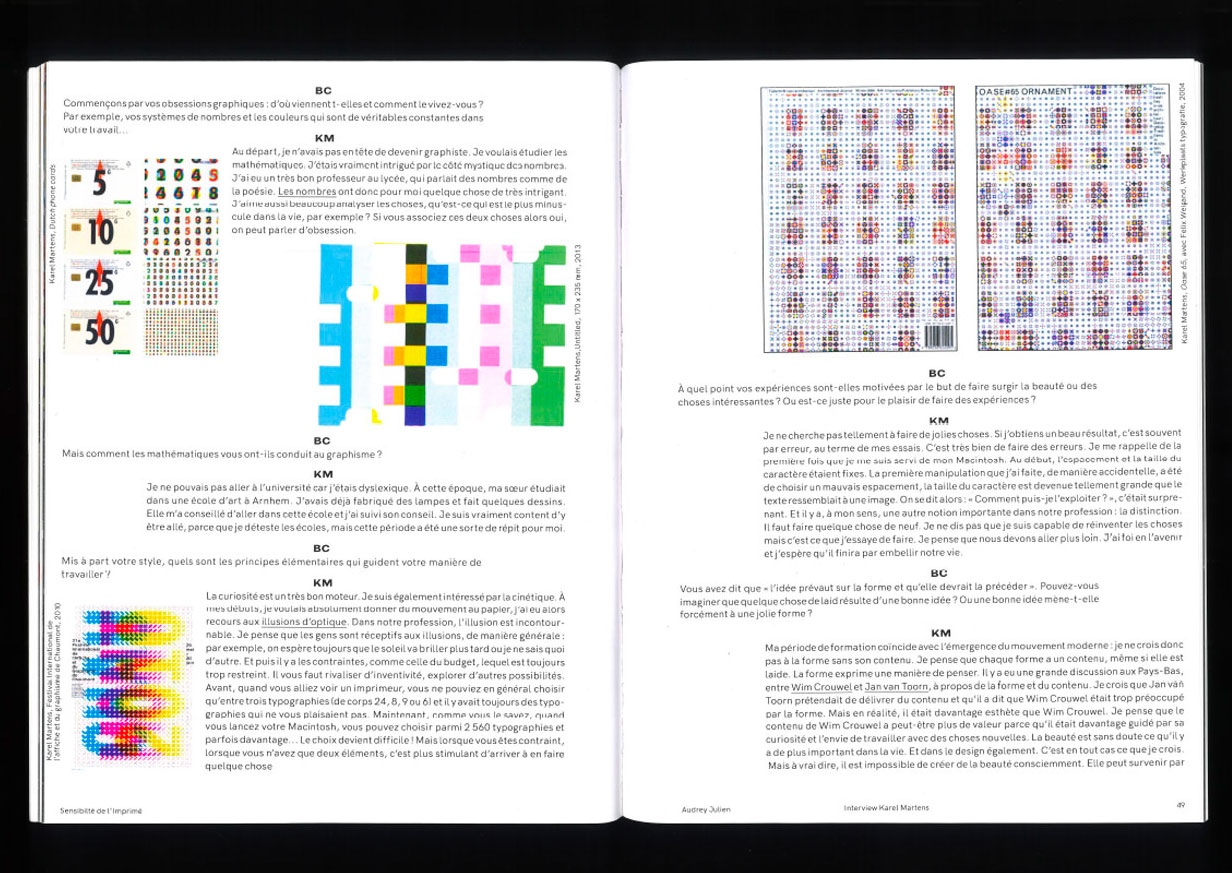 BC
Commençons par vos obsessions graphiques : d'où viennent t-elles et comment le vivez-vous ?
Par exemple, vos systèmes de nombres et les couleurs qui sont de véritables constantes dans
votre travail...
KM
Au départ, je n'avais pas en tête de devenir graphiste. Je voulais étudier les
mathématiques. J'étais vraiment intrigué par le côté mystique des nombres.
J'ai eu un très bon professeur au lycée, qui parlait des nombres comme de
la poésie. Les nombres ont donc pour moi quelque chose de très intrigant.
J'aime aussi beaucoup analyser les choses, qu'est-ce qui est le plus minus-
cule dans la vie, par exemple ? Si vous associez ces deux choses alors oui,
on peut parler d'obsession.
Karel Martens, Dutch phone cards
5
10
25
50
Karel Martens, Untitled, 170 x 235 mm, 2013
BC
Mais comment les mathématiques vous ont-ils conduit au graphisme ?
KM
Je ne pouvais pas aller à l'université car j'étais dyslexique. À cette époque, ma sœur étudiait
dans une école d'art à Arnhem. J'avais déjà fabriqué des lampes et fait quelques dessins.
Elle m'a conseillé d'aller dans cette école et j'ai suivi son conseil. Je suis vraiment content d'y
être allé, parce que je déteste les écoles, mais cette période a été une sorte de répit pour moi.
BC
Mis à part votre style, quels sont les principes élémentaires qui guident votre manière de
travailler ?
KM
La curiosité est un très bon moteur. Je suis également intéressé par la cinétique. À
mes débuts, je voulais absolument donner du mouvement au papier, j'ai eu alors
recours aux illusions d'optique. Dans notre profession, l'illusion est incontour-
nable. Je pense que les gens sont réceptifs aux illusions, de manière générale :
par exemple, on espère toujours que le soleil va briller plus tard ou je ne sais quoi
d'autre. Et puis il y a les contraintes, comme celle du budget, lequel est toujours
trop restreint. Il vous faut rivaliser d'inventivité, explorer d'autres possibilités.
Avant, quand vous alliez voir un imprimeur, vous ne pouviez en général choisir
qu'entre trois typographies (de corps 24, 8, 9 ou 6) et il y avait toujours des typo-
graphies qui ne vous plaisaient pas. Maintenant, comme vous le savez, quand
vous lancez votre Macintosh, vous pouvez choisir parmi 2 560 typographies et
parfois davantage... Le choix devient difficile ! Mais lorsque vous êtes contraint,
lorsque vous n'avez que deux éléments, c'est plus stimulant d'arriver à en faire
quelque chose
Karel Martens, Festival International de
l'affiche et du graphisme de Chaumont, 2010
Sensibilté de l'Imprimé
OASE#65 ORNAMENT
Karel Martens, Oase 65, avec Felix Weigand, Werkplaats typografie, 2004
BC
À quel point vos expériences sont-elles motivées par le but de faire surgir la beauté ou des
choses intéressantes ? Ou est-ce juste pour le plaisir de faire des expériences ?
KM
Je ne cherche pas tellement à faire de jolies choses. Si j'obtiens un beau résultat, c'est souvent
par erreur, au terme de mes essais. C'est très bien de faire des erreurs. Je me rappelle de la
première fois que je me suis servi de mon Macintosh. Au début, l'espacement et la taille du
caractère étaient fixes. La première manipulation que j'ai faite, de manière accidentelle, a été
de choisir un mauvais espacement, la taille du caractère est devenue tellement grande que le
texte ressemblait à une image. On se dit alors : « Comment puis-je l'exploiter ? », c'était surpre-
nant. Et il y a, à mon sens, une autre notion importante dans notre profession : la distinction.
Il faut faire quelque chose de neuf. Je ne dis pas que je suis capable de réinventer les choses
mais c'est ce que j'essaye de faire. Je pense que nous devons aller plus loin. J'ai foi en l'avenir
et j'espère qu'il finira par embellir notre vie.
BC
Vous avez dit que « l'idée prévaut sur la forme et qu'elle devrait la précéder ». Pouvez-vous
imaginer que quelque chose de laid résulte d'une bonne idée ? Ou une bonne idée mène-t-elle
forcément à une jolie forme ?
KM
Ma période de formation coïncide avec l'émergence du mouvement moderne : je ne crois donc
pas à la forme sans son contenu. Je pense que chaque forme a un contenu, même si elle est
laide. La forme exprime une manière de penser. Il y a eu une grande discussion aux Pays-Bas,
entre Wim Crouwel et Jan van Toorn, à propos de la forme et du contenu. Je crois que Jan van
Toorn prétendait de délivrer du contenu et qu'il a dit que Wim Crouwel était trop préoccupé
par la forme. Mais en réalité, il était davantage esthète que Wim Crouwel. Je pense que le
contenu de Wim Crouwel a peut-être plus de valeur parce qu'il était davantage guidé par sa
curiosité et l'envie de travailler avec des choses nouvelles. La beauté est sans doute ce qu'il y
a de plus important dans la vie. Et dans le design également. C'est en tout cas ce que je crois.
Mais à vrai dire, il est impossible de créer de la beauté consciemment. Elle peut survenir par
Audrey Julien
Interview Karel Martens
49